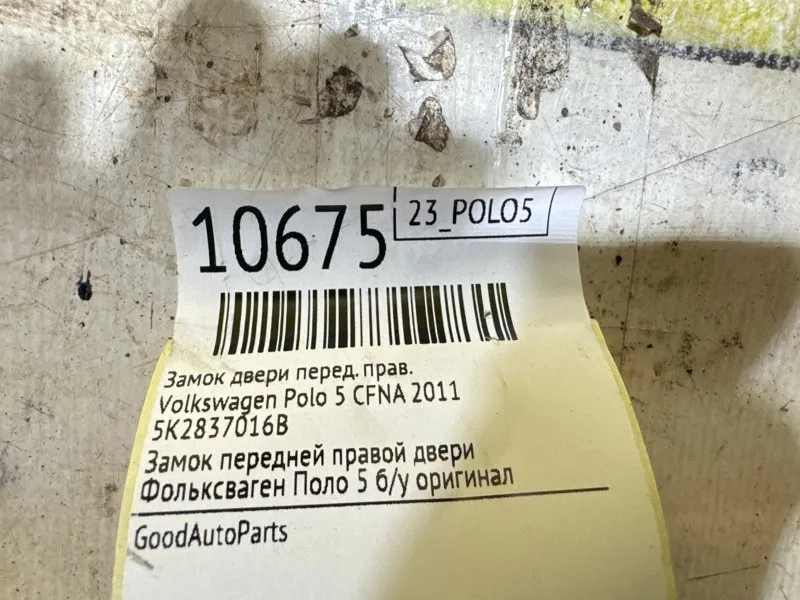 10675
23_POLO5
Замок двери перед. прав.
Volkswagen Polo 5 CFNA 2011
5K2837016B
Замок передней правой двери
Фольксваген Поло 5 б/у оригинал
GoodAutoParts